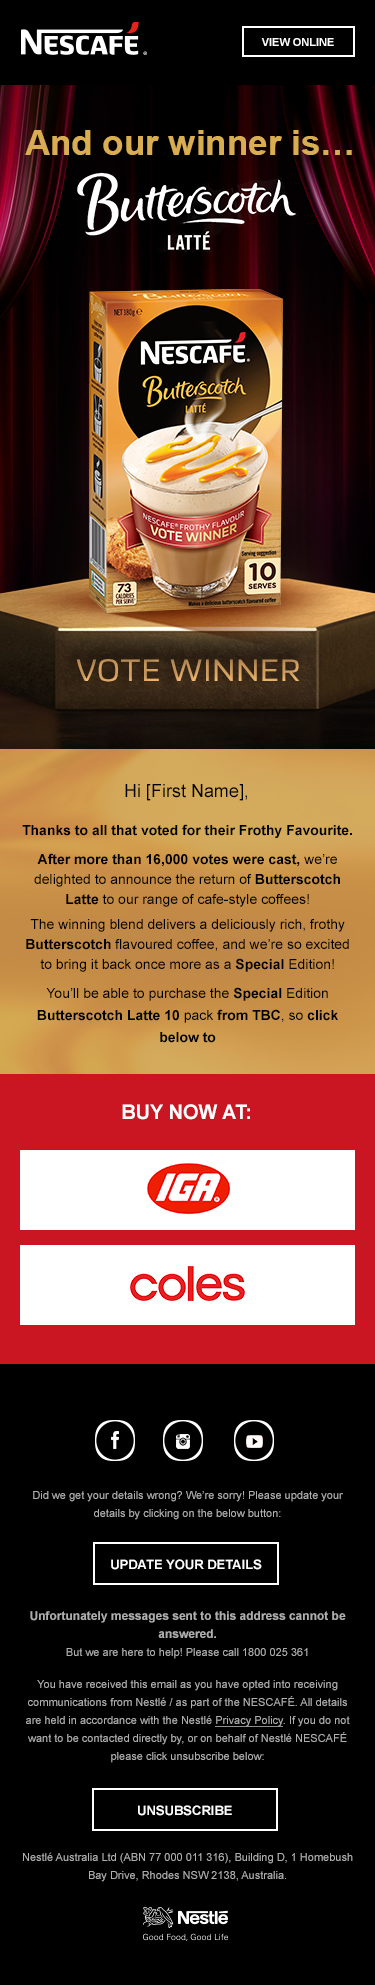 NESCAFÉ.
VIEW ONLINE
And our winner is…
Butterscotch
LATTÉ
Butterscotch
NET 180g e
NESCAFÉ
Butterscotch
LATTÉ
NESCAFÉ® FROTHY FLAVOUR
VOTE WINNER
Serving suggestion
73
CALORIES
PER SERVE
10
SERVES
Makes a delicious butterscotch flavoured coffee
VOTE WINNER
Hi [First Name],
Thanks to all that voted for their Frothy Favourite.
After more than 16,000 votes were cast, we’re
delighted to announce the return of Butterscotch
Latte to our range of cafe-style coffees!
The winning blend delivers a deliciously rich, frothy
Butterscotch flavoured coffee, and we’re so excited
to bring it back once more as a Special Edition!
You’ll be able to purchase the Special Edition
Butterscotch Latte 10 pack from TBC, so click
below to
BUY NOW AT:
IGA
coles
Did we get your details wrong? We’re sorry! Please update your
details by clicking on the below button:
UPDATE YOUR DETAILS
Unfortunately messages sent to this address cannot be
answered.
But we are here to help! Please call 1800 025 361
You have received this email as you have opted into receiving
communications from Nestlé / as part of the NESCAFÉ. All details
are held in accordance with the Nestlé Privacy Policy. If you do not
want to be contacted directly by, or on behalf of Nestlé NESCAFÉ
please click unsubscribe below:
UNSUBSCRIBE
Nestlé Australia Ltd (ABN 77 000 011 316), Building D, 1 Homebush
Bay Drive, Rhodes NSW 2138, Australia.
Nestlé
Good Food, Good Life